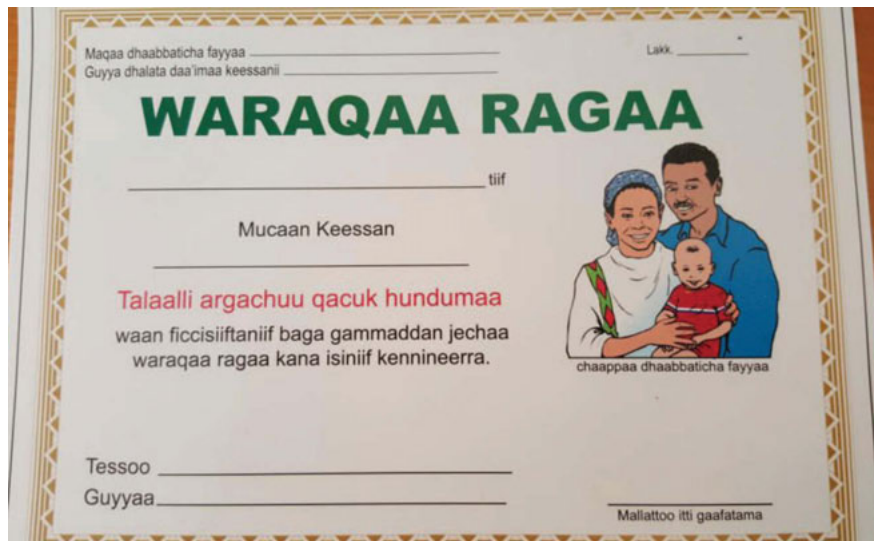 Maqaa dhaabbaticha fayyaa
Lakk.
Guyya dhalata daa'imaa keessanii
WARAQAA RAGAA
tiif
Mucaan Keessan
Talaalli argachuu qacuk hundumaa
waan ficcisiiftaniif baga gammaddan jechaa
waraqaa ragaa kana isiniif kennineerra.
chaappaa dhaabbaticha fayyaa
Tessoo
Guyyaa
Mallattoo itti gaafatama